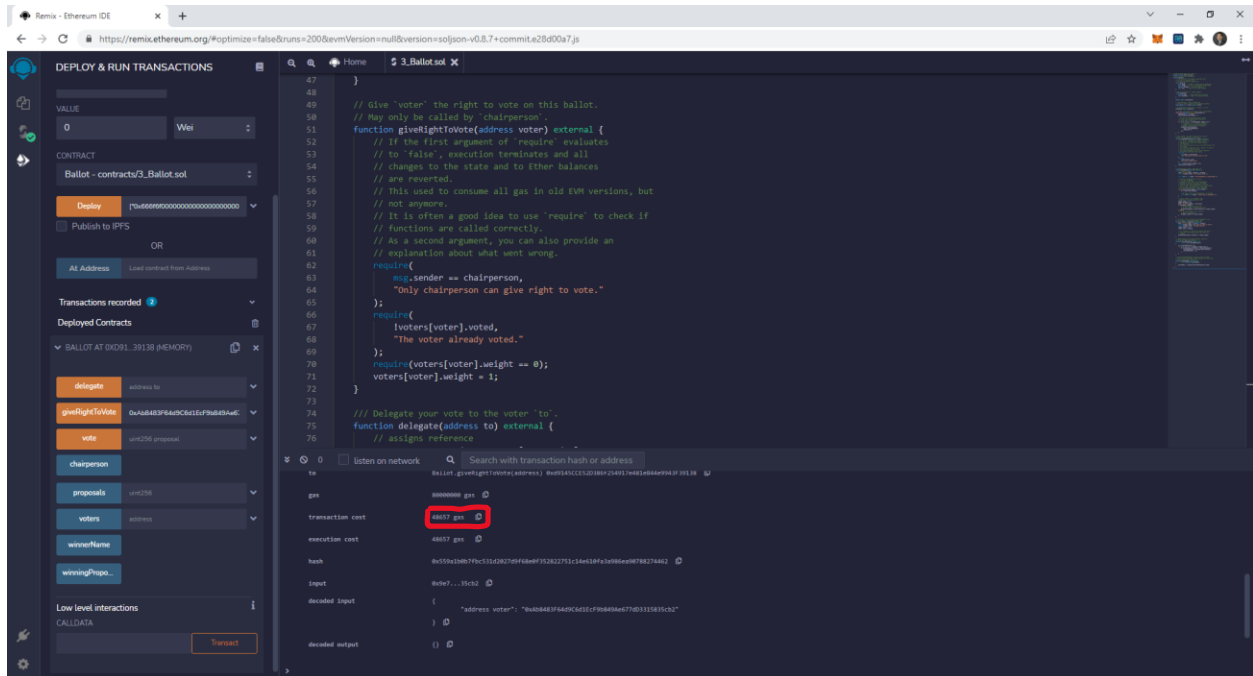 Remix - Ethereum IDE
https://remix.ethereum.org/#optimize=false&runs=200&evmVersion=null&version=soljson-v0.8.7+commit.e28d00a7.js
DEPLOY & RUN TRANSACTIONS
VALUE
0 Wei
CONTRACT
Ballot - contracts/3_Ballot.sol
Deploy
Publish to IPFS
OR
At Address Load contract from Address
Transactions recorded 2
Deployed Contracts
BALLOT AT 0XD91...39138 (MEMORY)
delegate address to
giveRightToVote 0xAb8483F64d9C6d1EcF9b849Ae6
vote uint256 proposal
chairperson
proposals uint256
voters address
winnerName
winningPropo...
Low level interactions i
CALLDATA
Transact
Home 3_Ballot.sol
47 }
48
49 // Give `voter` the right to vote on this ballot.
50 // May only be called by `chairperson`.
51 function giveRightToVote(address voter) external {
52 // If the first argument of `require` evaluates
53 // to `false`, execution terminates and all
54 // changes to the state and to Ether balances
55 // are reverted.
56 // This used to consume all gas in old EVM versions, but
57 // not anymore.
58 // It is often a good idea to use `require` to check if
59 // functions are called correctly.
60 // As a second argument, you can also provide an
61 // explanation about what went wrong.
62 require(
63 msg.sender == chairperson,
64 "Only chairperson can give right to vote."
65 );
66 require(
67 !voters[voter].voted,
68 "The voter already voted."
69 );
70 require(voters[voter].weight == 0);
71 voters[voter].weight = 1;
72 }
73
74 /// Delegate your vote to the voter `to`.
75 function delegate(address to) external {
76 // assigns reference
0 listen on network Search with transaction hash or address
to Ballot.giveRightToVote(address)
gas 80000000 gas
transaction cost 48657 gas
execution cost 48657 gas
hash
input 0x9e7...35cb2
decoded input {
"address voter": "0xAb8483F64d9C6d1EcF9b849Ae677dD3315835cb2"
}
decoded output {}
>